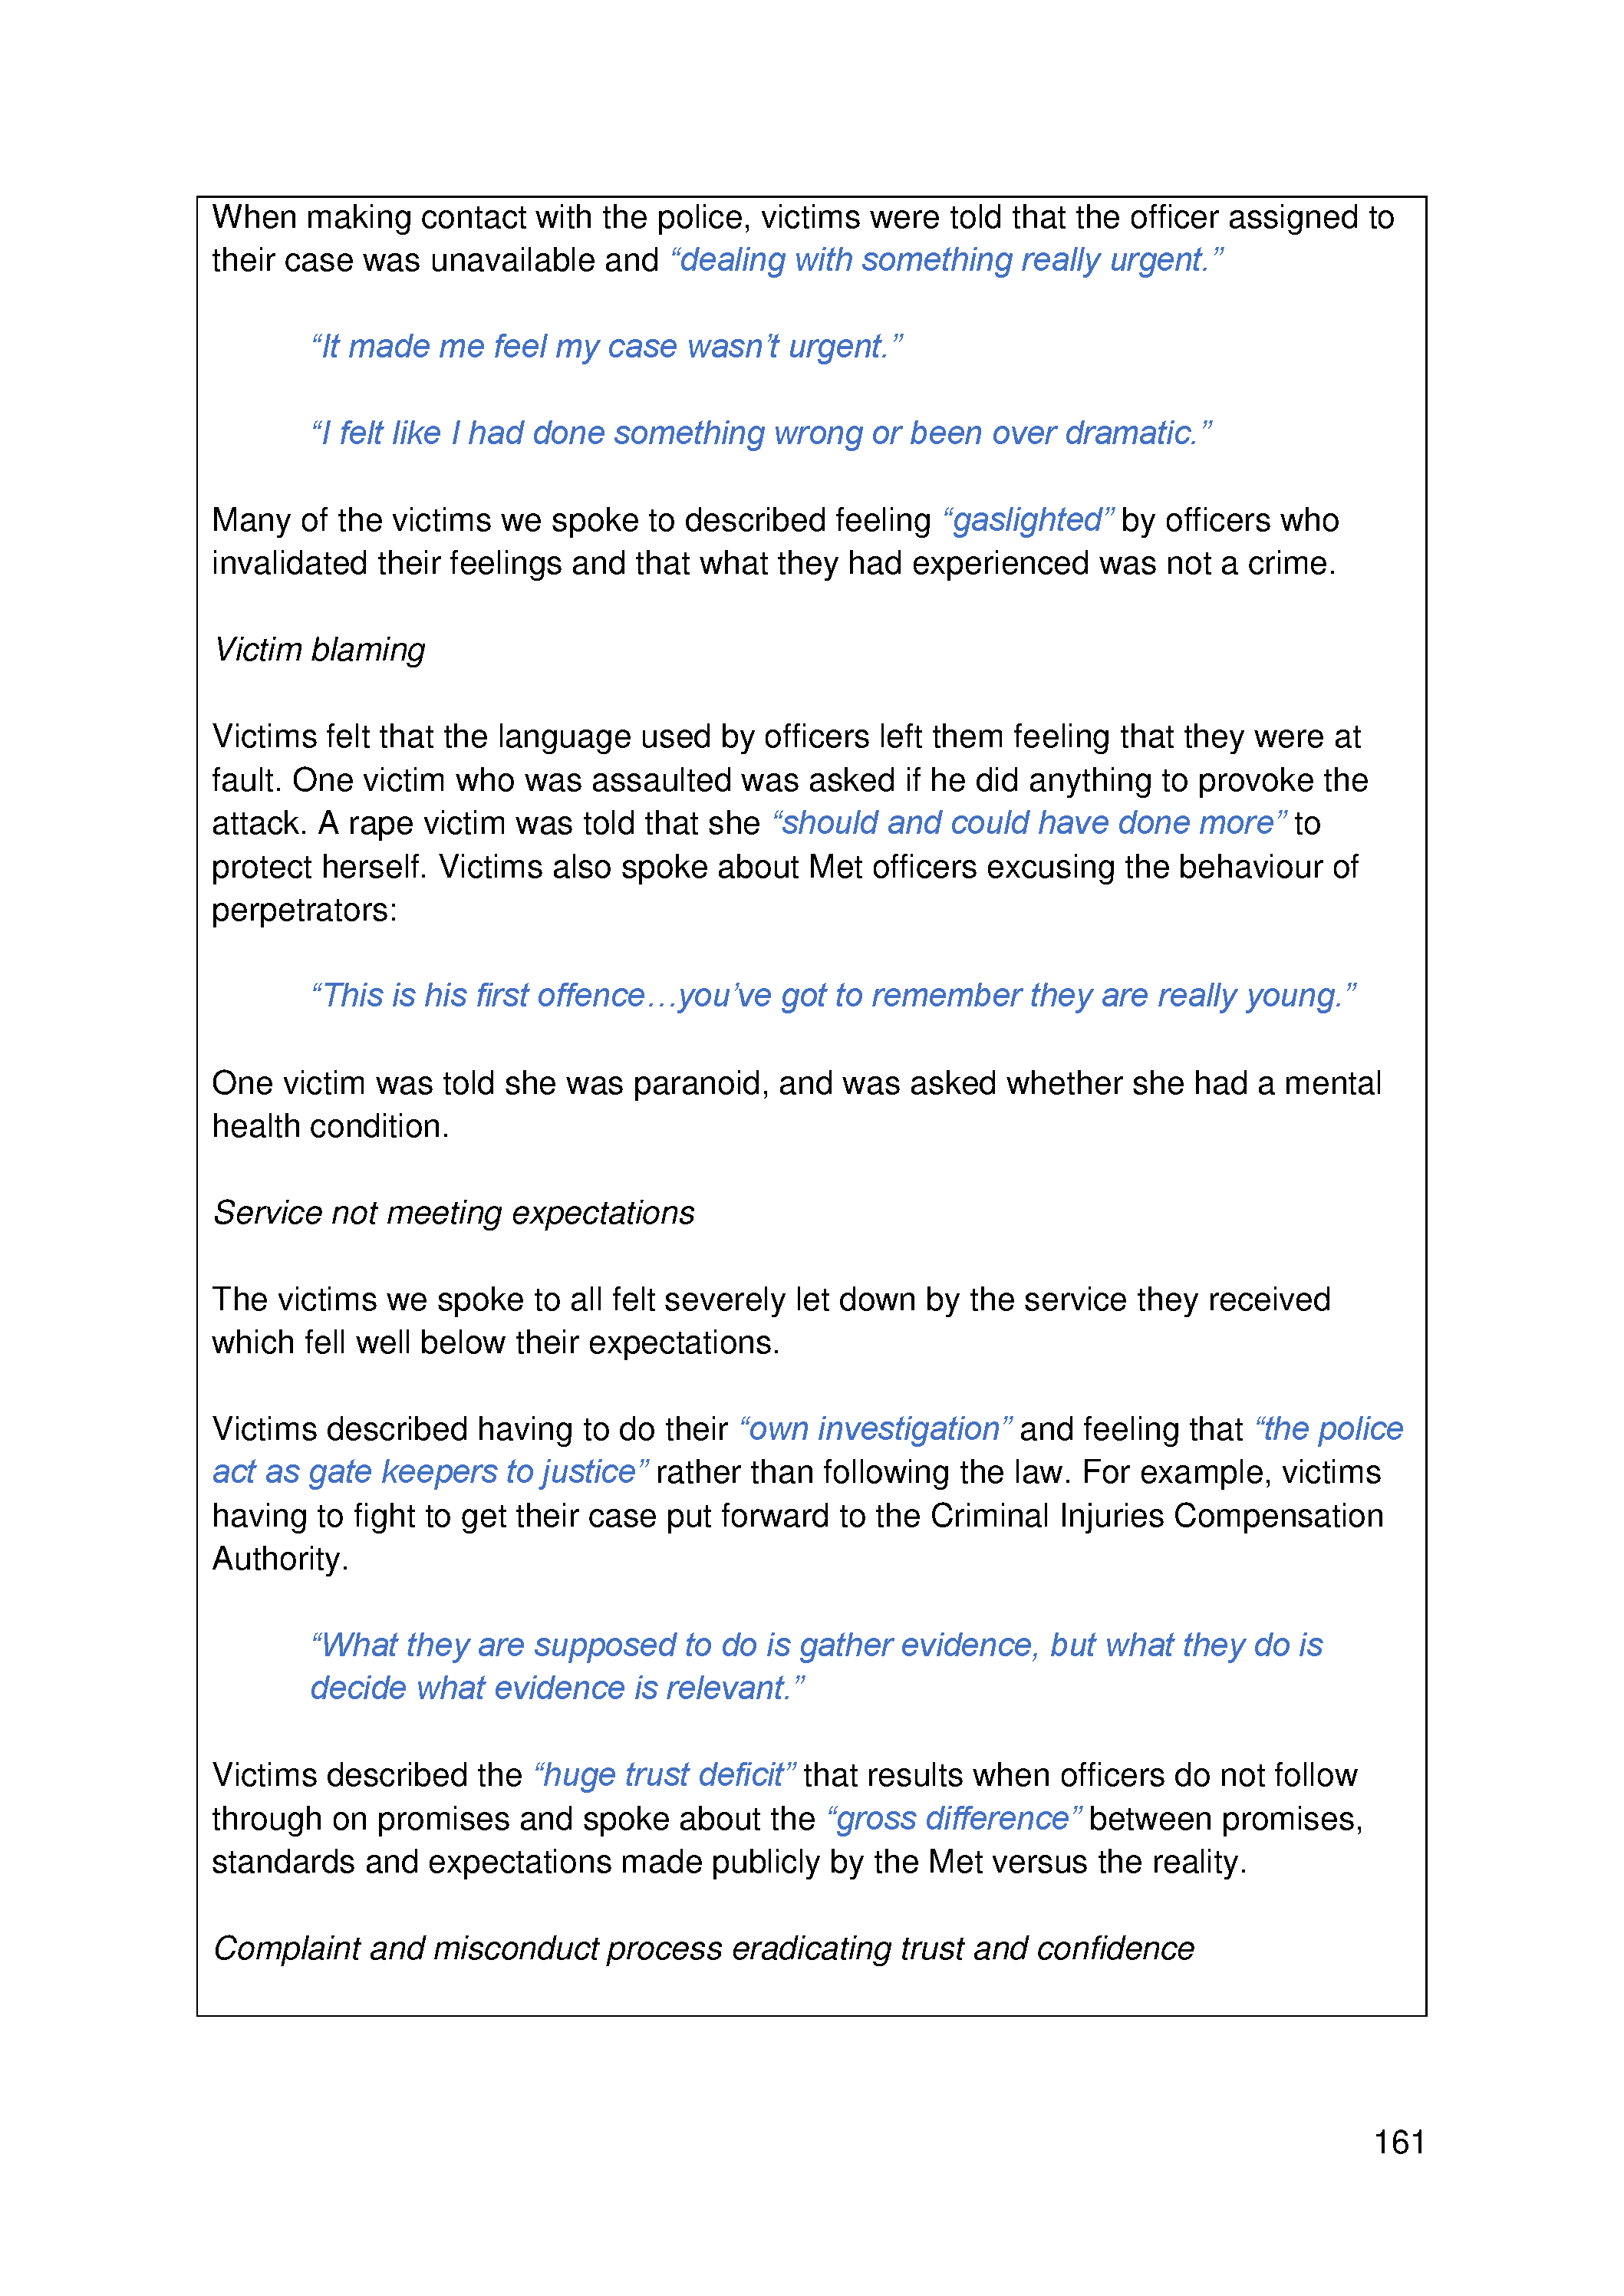 When making contact with the police, victims were told that the officer assigned to
their case was unavailable and “dealing with something really urgent.”
“It made me feel my case wasn’t urgent.”
“I felt like I had done something wrong or been over dramatic.”
Many of the victims we spoke to described feeling “gaslighted” by officers who
invalidated their feelings and that what they had experienced was not a crime.
Victim blaming
Victims felt that the language used by officers left them feeling that they were at
fault. One victim who was assaulted was asked if he did anything to provoke the
attack. A rape victim was told that she “should and could have done more” to
protect herself. Victims also spoke about Met officers excusing the behaviour of
perpetrators:
“This is his first offence…you’ve got to remember they are really young.”
One victim was told she was paranoid, and was asked whether she had a mental
health condition.
Service not meeting expectations
The victims we spoke to all felt severely let down by the service they received
which fell well below their expectations.
Victims described having to do their “own investigation” and feeling that “the police
act as gate keepers to justice” rather than following the law. For example, victims
having to fight to get their case put forward to the Criminal Injuries Compensation
Authority.
“What they are supposed to do is gather evidence, but what they do is
decide what evidence is relevant.”
Victims described the “huge trust deficit” that results when officers do not follow
through on promises and spoke about the “gross difference” between promises,
standards and expectations made publicly by the Met versus the reality.
Complaint and misconduct process eradicating trust and confidence
161